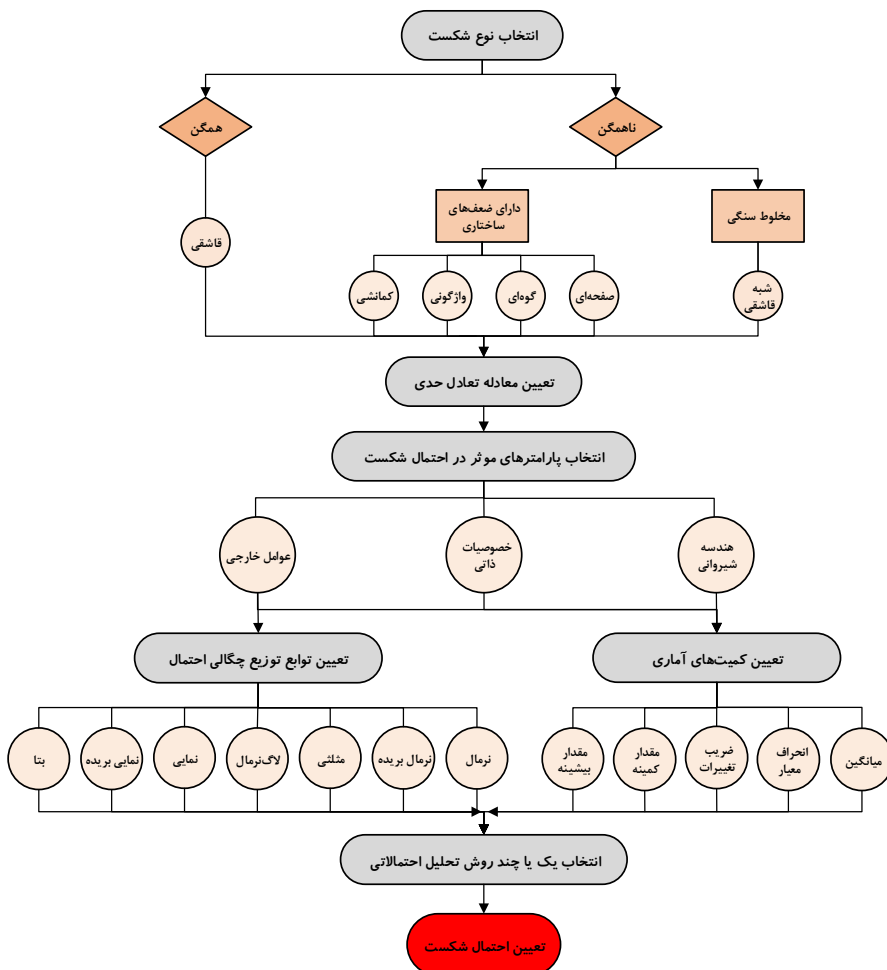 انتخاب نوع شکست
ناهمگن
همگن
مخلوط سنگی
دارای ضعف‌های
ساختاری
قاشقی
شبه
قاشقی
صفحه‌ای
گوه‌ای
واژگونی
کمانشی
تعیین معادله تعادل حدی
انتخاب پارامترهای موثر در احتمال شکست
هندسه
شیروانی
خصوصیات
ذاتی
عوامل خارجی
تعیین کمیت‌های آماری
تعیین توابع توزیع چگالی احتمال
میانگین
انحراف
معیار
ضریب
تغییرات
مقدار
کمینه
مقدار
بیشینه
نرمال
نرمال بریده
مثلثی
لاگ‌نرمال
نمایی
نمایی بریده
بتا
انتخاب یک یا چند روش تحلیل احتمالاتی
تعیین احتمال شکست